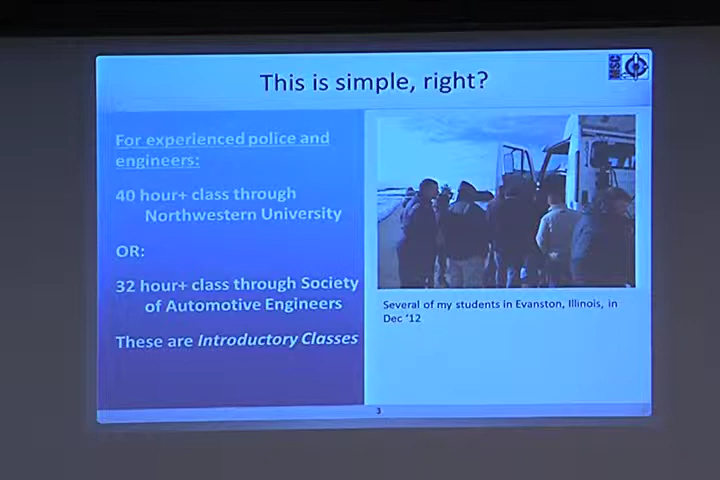 This is simple, right?
MSC
For experienced police and
engineers:
40 hour+ class through
Northwestern University
OR:
32 hour+ class through Society
of Automotive Engineers
These are Introductory Classes
Several of my students in Evanston, Illinois, in
Dec '12
3